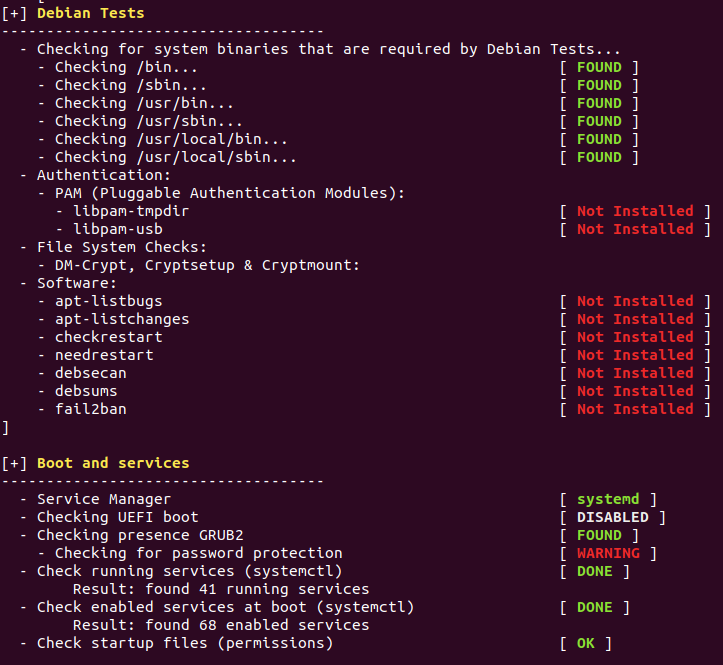 [+] Debian Tests
------------------------------------
  - Checking for system binaries that are required by Debian Tests...
    - Checking /bin...                                        [ FOUND ]
    - Checking /sbin...                                       [ FOUND ]
    - Checking /usr/bin...                                    [ FOUND ]
    - Checking /usr/sbin...                                   [ FOUND ]
    - Checking /usr/local/bin...                              [ FOUND ]
    - Checking /usr/local/sbin...                             [ FOUND ]
  - Authentication:
    - PAM (Pluggable Authentication Modules):
      - libpam-tmpdir                                         [ Not Installed ]
      - libpam-usb                                            [ Not Installed ]
  - File System Checks:
    - DM-Crypt, Cryptsetup & Cryptmount:
  - Software:
    - apt-listbugs                                            [ Not Installed ]
    - apt-listchanges                                         [ Not Installed ]
    - checkrestart                                            [ Not Installed ]
    - needrestart                                             [ Not Installed ]
    - debsecan                                                [ Not Installed ]
    - debsums                                                 [ Not Installed ]
    - fail2ban                                                [ Not Installed ]
]
[+] Boot and services
------------------------------------
  - Service Manager                                           [ systemd ]
  - Checking UEFI boot                                        [ DISABLED ]
  - Checking presence GRUB2                                   [ FOUND ]
    - Checking for password protection                        [ WARNING ]
  - Check running services (systemctl)                        [ DONE ]
        Result: found 41 running services
  - Check enabled services at boot (systemctl)                [ DONE ]
        Result: found 68 enabled services
  - Check startup files (permissions)                         [ OK ]